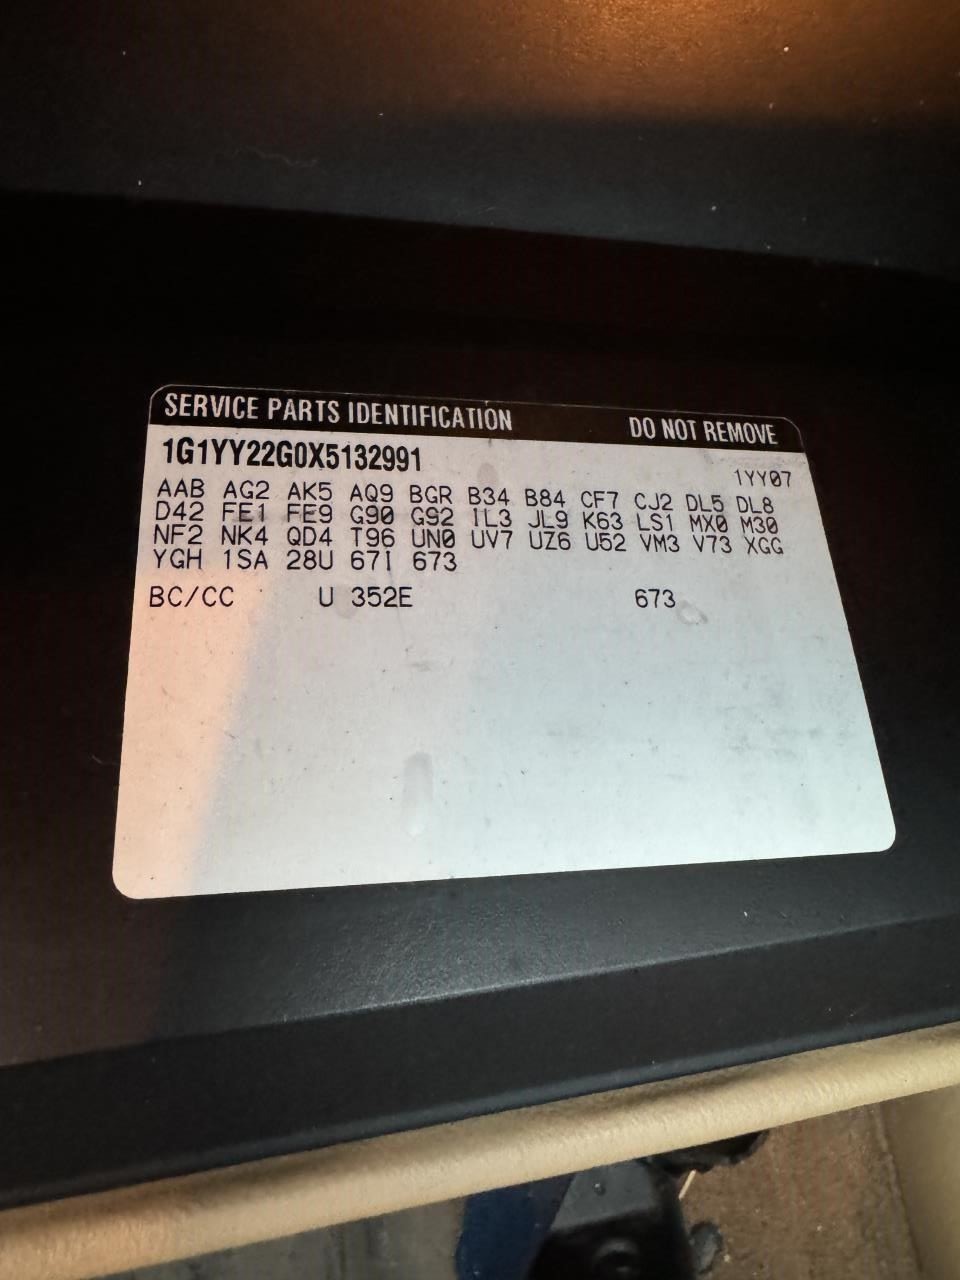 SERVICE PARTS IDENTIFICATION DO NOT REMOVE
1G1YY22G0X5132991
1YY07
AAB AG2 AK5 AQ9 BGR B34 B84 CF7 CJ2 DL5 DL8
D42 FE1 FE9 G90 G92 IL3 JL9 K63 LS1 MX0 M30
NF2 NK4 QD4 T96 UN0 UV7 UZ6 U52 VM3 V73 XGG
YGH 1SA 28U 67I 673
BC/CC U 352E 673